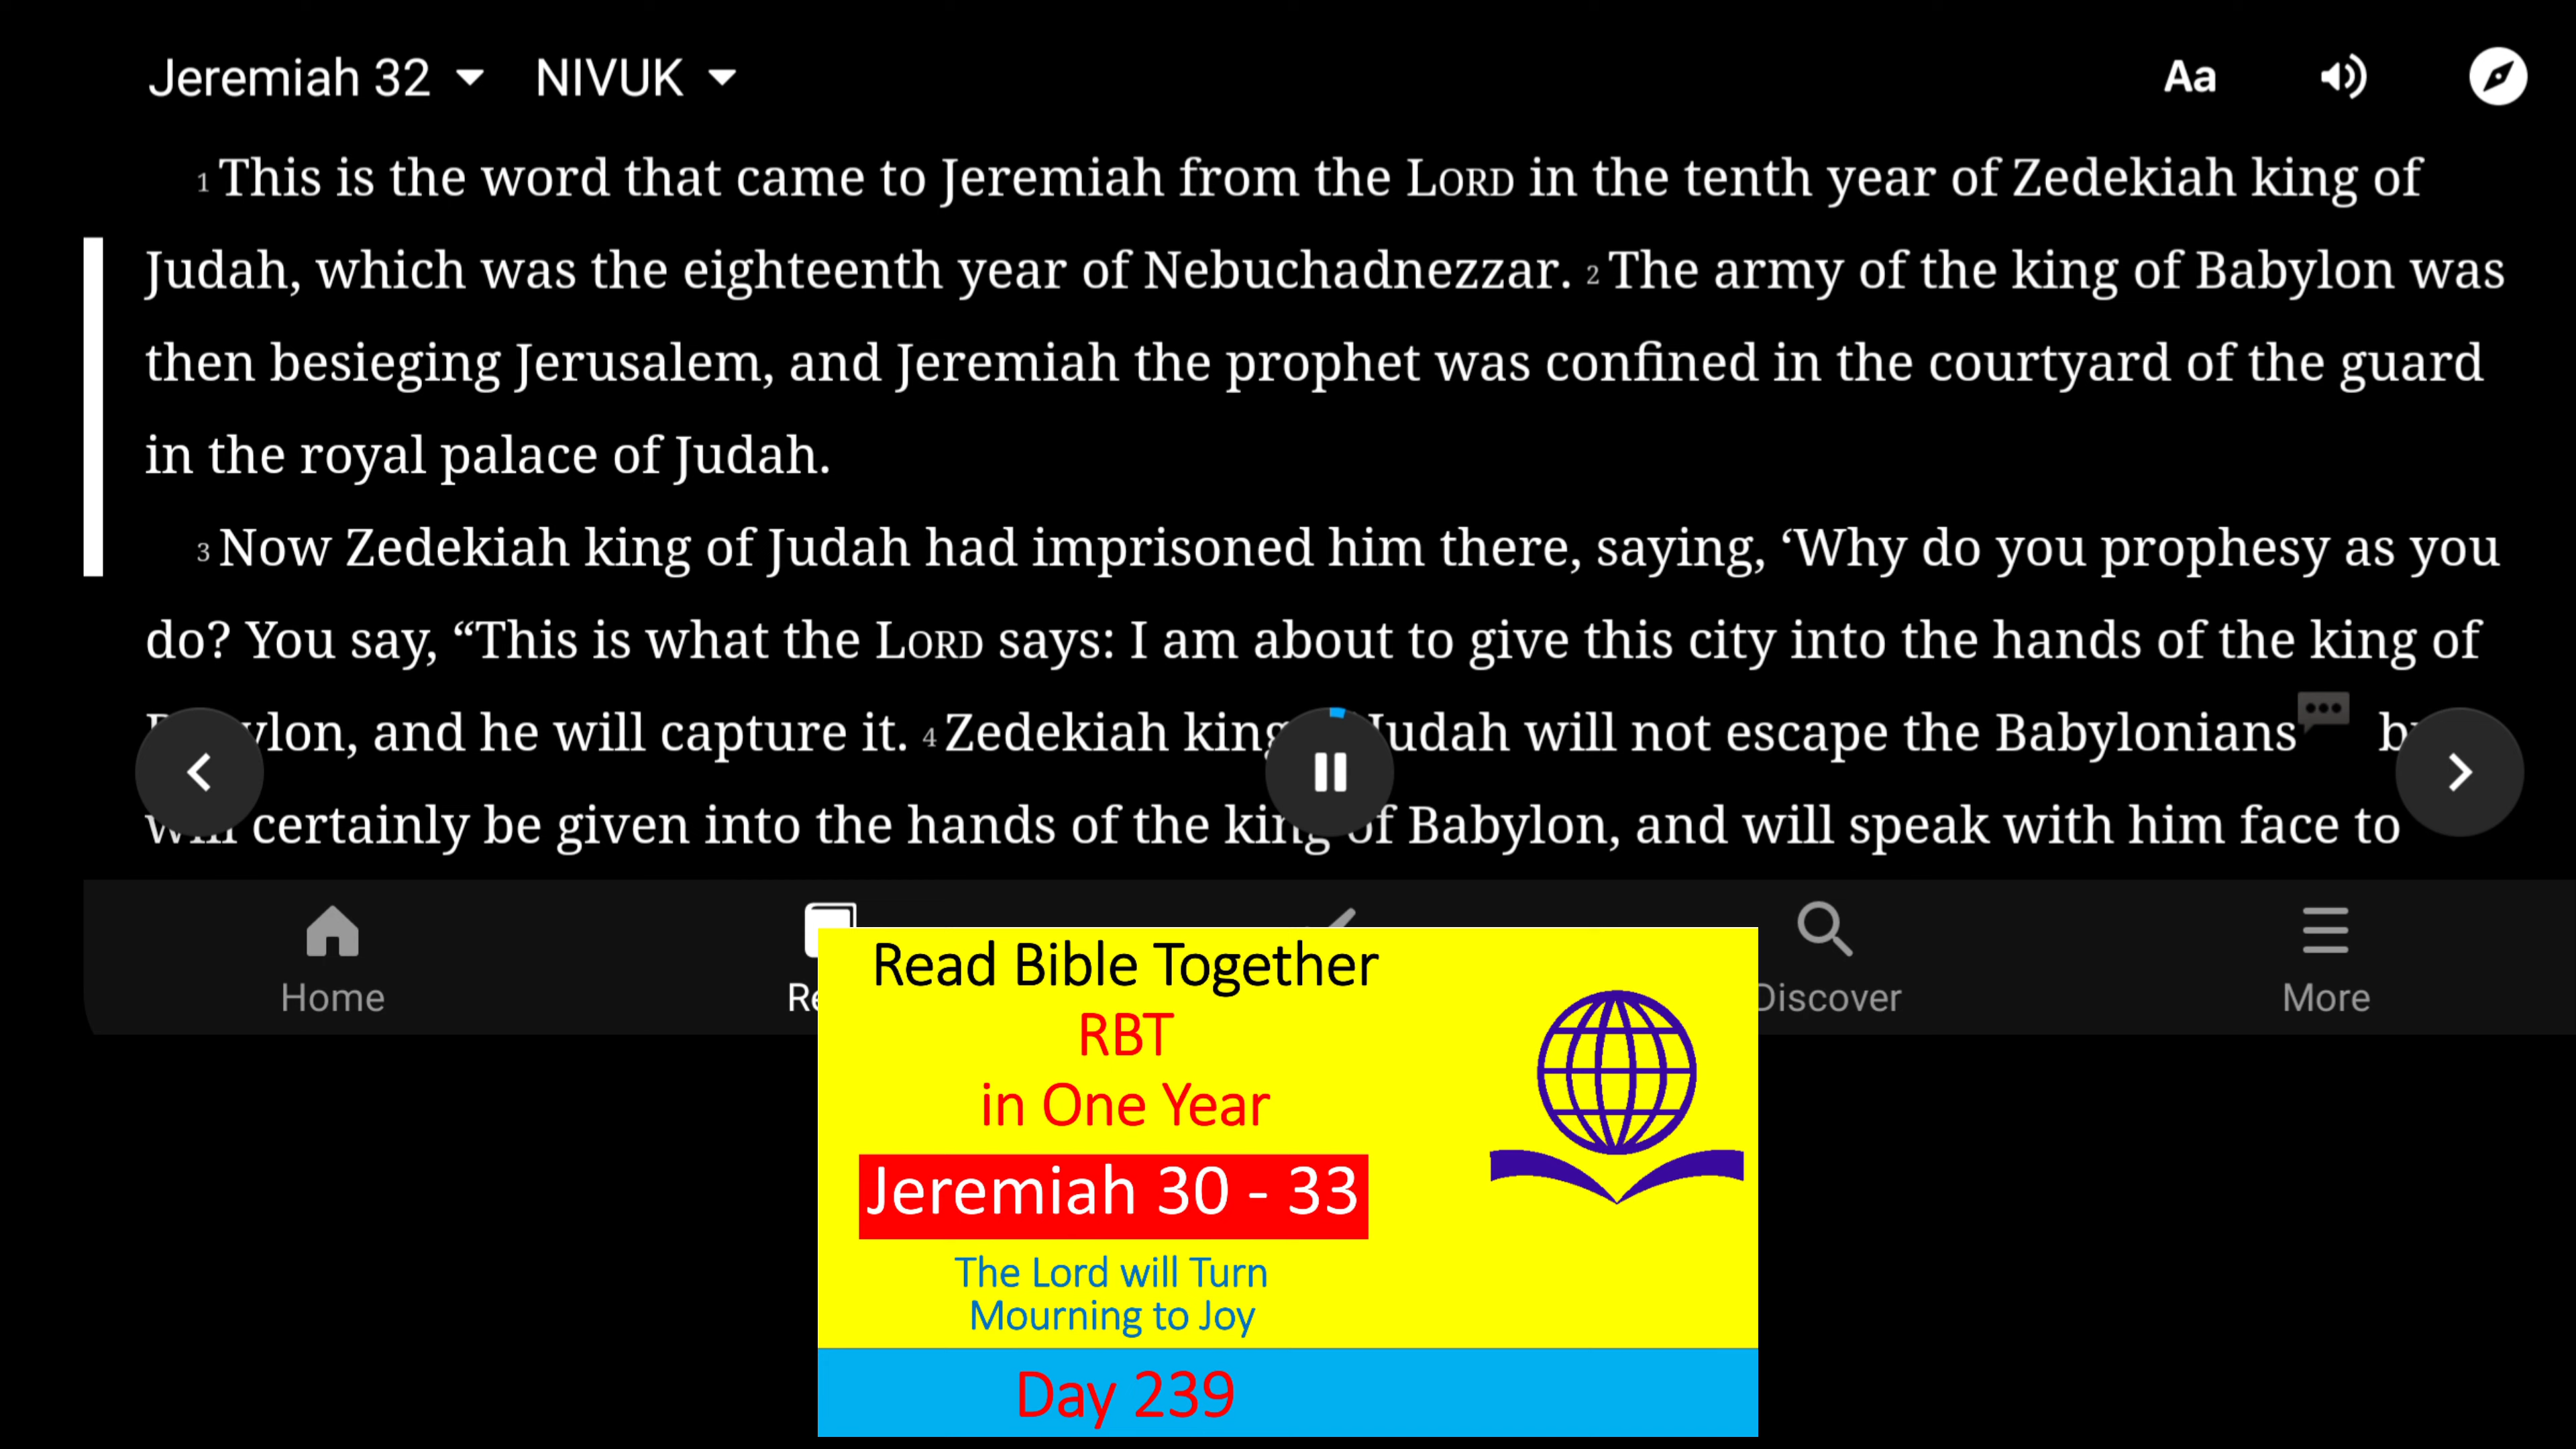 Jeremiah 32 NIVUK Aa
1 This is the word that came to Jeremiah from the LORD in the tenth year of Zedekiah king of
Judah, which was the eighteenth year of Nebuchadnezzar. 2 The army of the king of Babylon was
then besieging Jerusalem, and Jeremiah the prophet was confined in the courtyard of the guard
in the royal palace of Judah.
3 Now Zedekiah king of Judah had imprisoned him there, saying, ‘Why do you prophesy as you
do? You say, “This is what the LORD says: I am about to give this city into the hands of the king of
Babylon, and he will capture it. 4 Zedekiah king Judah will not escape the Babylonians
will certainly be given into the hands of the king of Babylon, and will speak with him face to
Home Discover More
Read Bible Together
RBT
in One Year
Jeremiah 30 - 33
The Lord will Turn
Mourning to Joy
Day 239